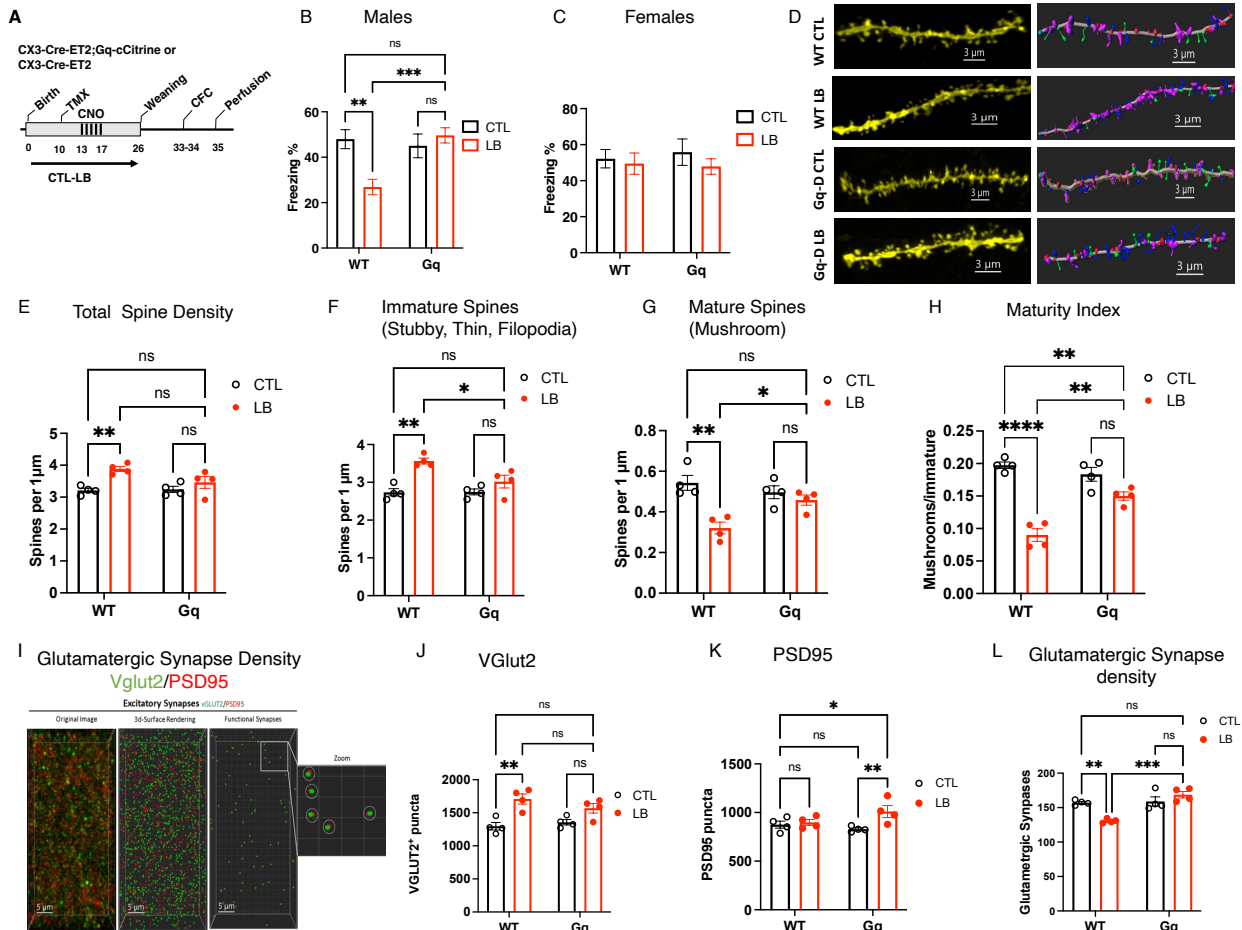 A
CX3-Cre-ET2;Gq-cCitrine or
CX3-Cre-ET2
Birth
TMX
CNO
Weaning
CFC
Perfusion
0
10
13
17
26
33-34
35
CTL-LB
B
Males
ns
***
**
ns
CTL
LB
Freezing %
80
60
40
20
0
WT
Gq
C
Females
CTL
LB
Freezing %
80
60
40
20
0
WT
Gq
D
WT CTL
3 µm
3 µm
WT LB
3 µm
3 µm
Gq-D CTL
3 µm
3 µm
Gq-D LB
3 µm
3 µm
E
Total Spine Density
ns
ns
**
ns
CTL
LB
Spines per 1µm
5
4
3
2
1
0
WT
Gq
F
Immature Spines
(Stubby, Thin, Filopodia)
ns
*
**
ns
CTL
LB
Spines per 1 µm
4
3
2
1
0
WT
Gq
G
Mature Spines
(Mushroom)
ns
*
**
ns
CTL
LB
Spines per 1 µm
0.8
0.6
0.4
0.2
0.0
WT
Gq
H
Maturity Index
**
**
****
ns
CTL
LB
Mushrooms/immature
0.20
0.15
0.10
0.05
0.00
WT
Gq
I
Glutamatergic Synapse Density
Vglut2/PSD95
Excitatory Synapses vGLUT2/PSD95
Original Image
3d-Surface Rendering
Functional Synapses
Zoom
5 µm
5 µm
5 µm
J
VGlut2
ns
ns
**
ns
CTL
LB
VGLUT2⁺ puncta
2000
1500
1000
500
0
WT
Gq
K
PSD95
*
ns
ns
**
CTL
LB
PSD95 puncta
1500
1000
500
0
WT
Gq
L
Glutamatergic Synapse
density
ns
ns
**
***
CTL
LB
Glutametrgic Synpases
200
150
100
50
0
WT
Gq